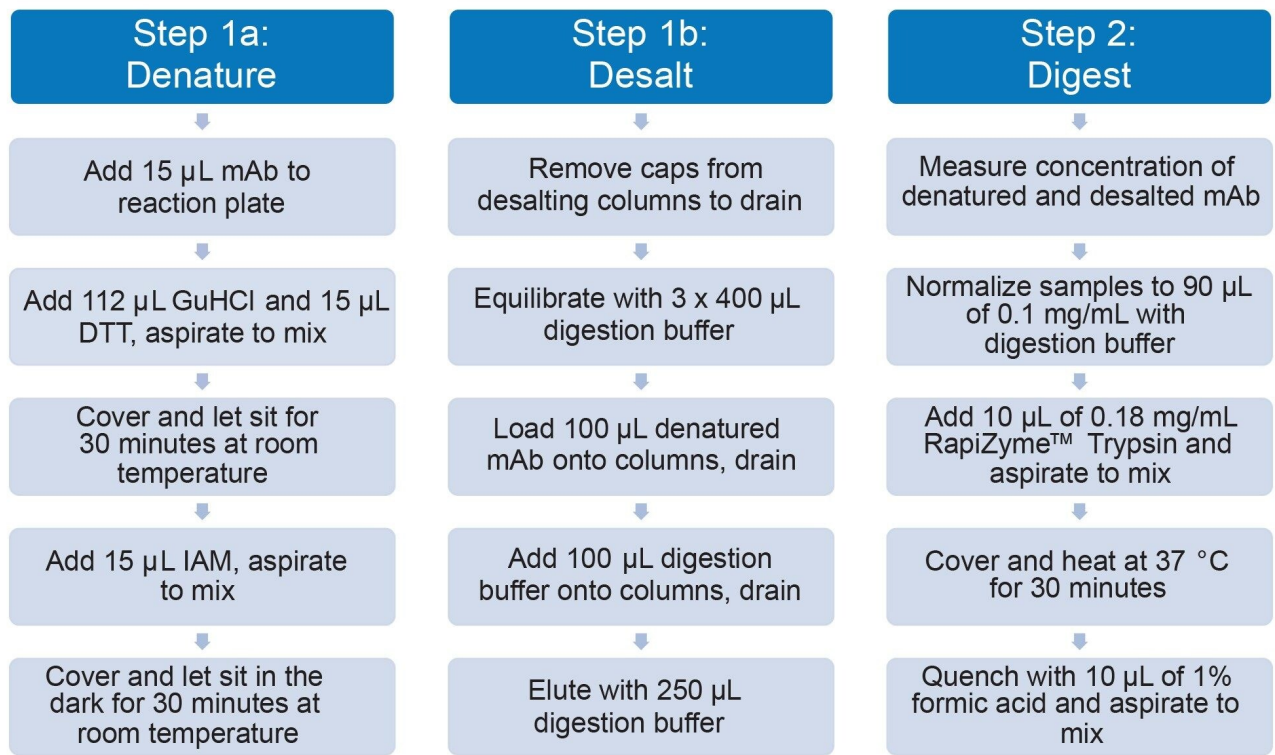 Step 1a:
Denature
Add 15 µL mAb to
reaction plate
Add 112 µL GuHCl and 15 µL
DTT, aspirate to mix
Cover and let sit for
30 minutes at room
temperature
Add 15 µL IAM, aspirate
to mix
Cover and let sit in the
dark for 30 minutes at
room temperature
Step 1b:
Desalt
Remove caps from
desalting columns to drain
Equilibrate with 3 x 400 µL
digestion buffer
Load 100 µL denatured
mAb onto columns, drain
Add 100 µL digestion
buffer onto columns, drain
Elute with 250 µL
digestion buffer
Step 2:
Digest
Measure concentration of
denatured and desalted mAb
Normalize samples to 90 µL
of 0.1 mg/mL with
digestion buffer
Add 10 µL of 0.18 mg/mL
RapiZyme™ Trypsin and
aspirate to mix
Cover and heat at 37 °C
for 30 minutes
Quench with 10 µL of 1%
formic acid and aspirate to
mix